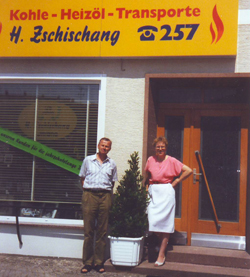 Kohle - Heizöl - Transporte
H. Zschischang ☎ 257